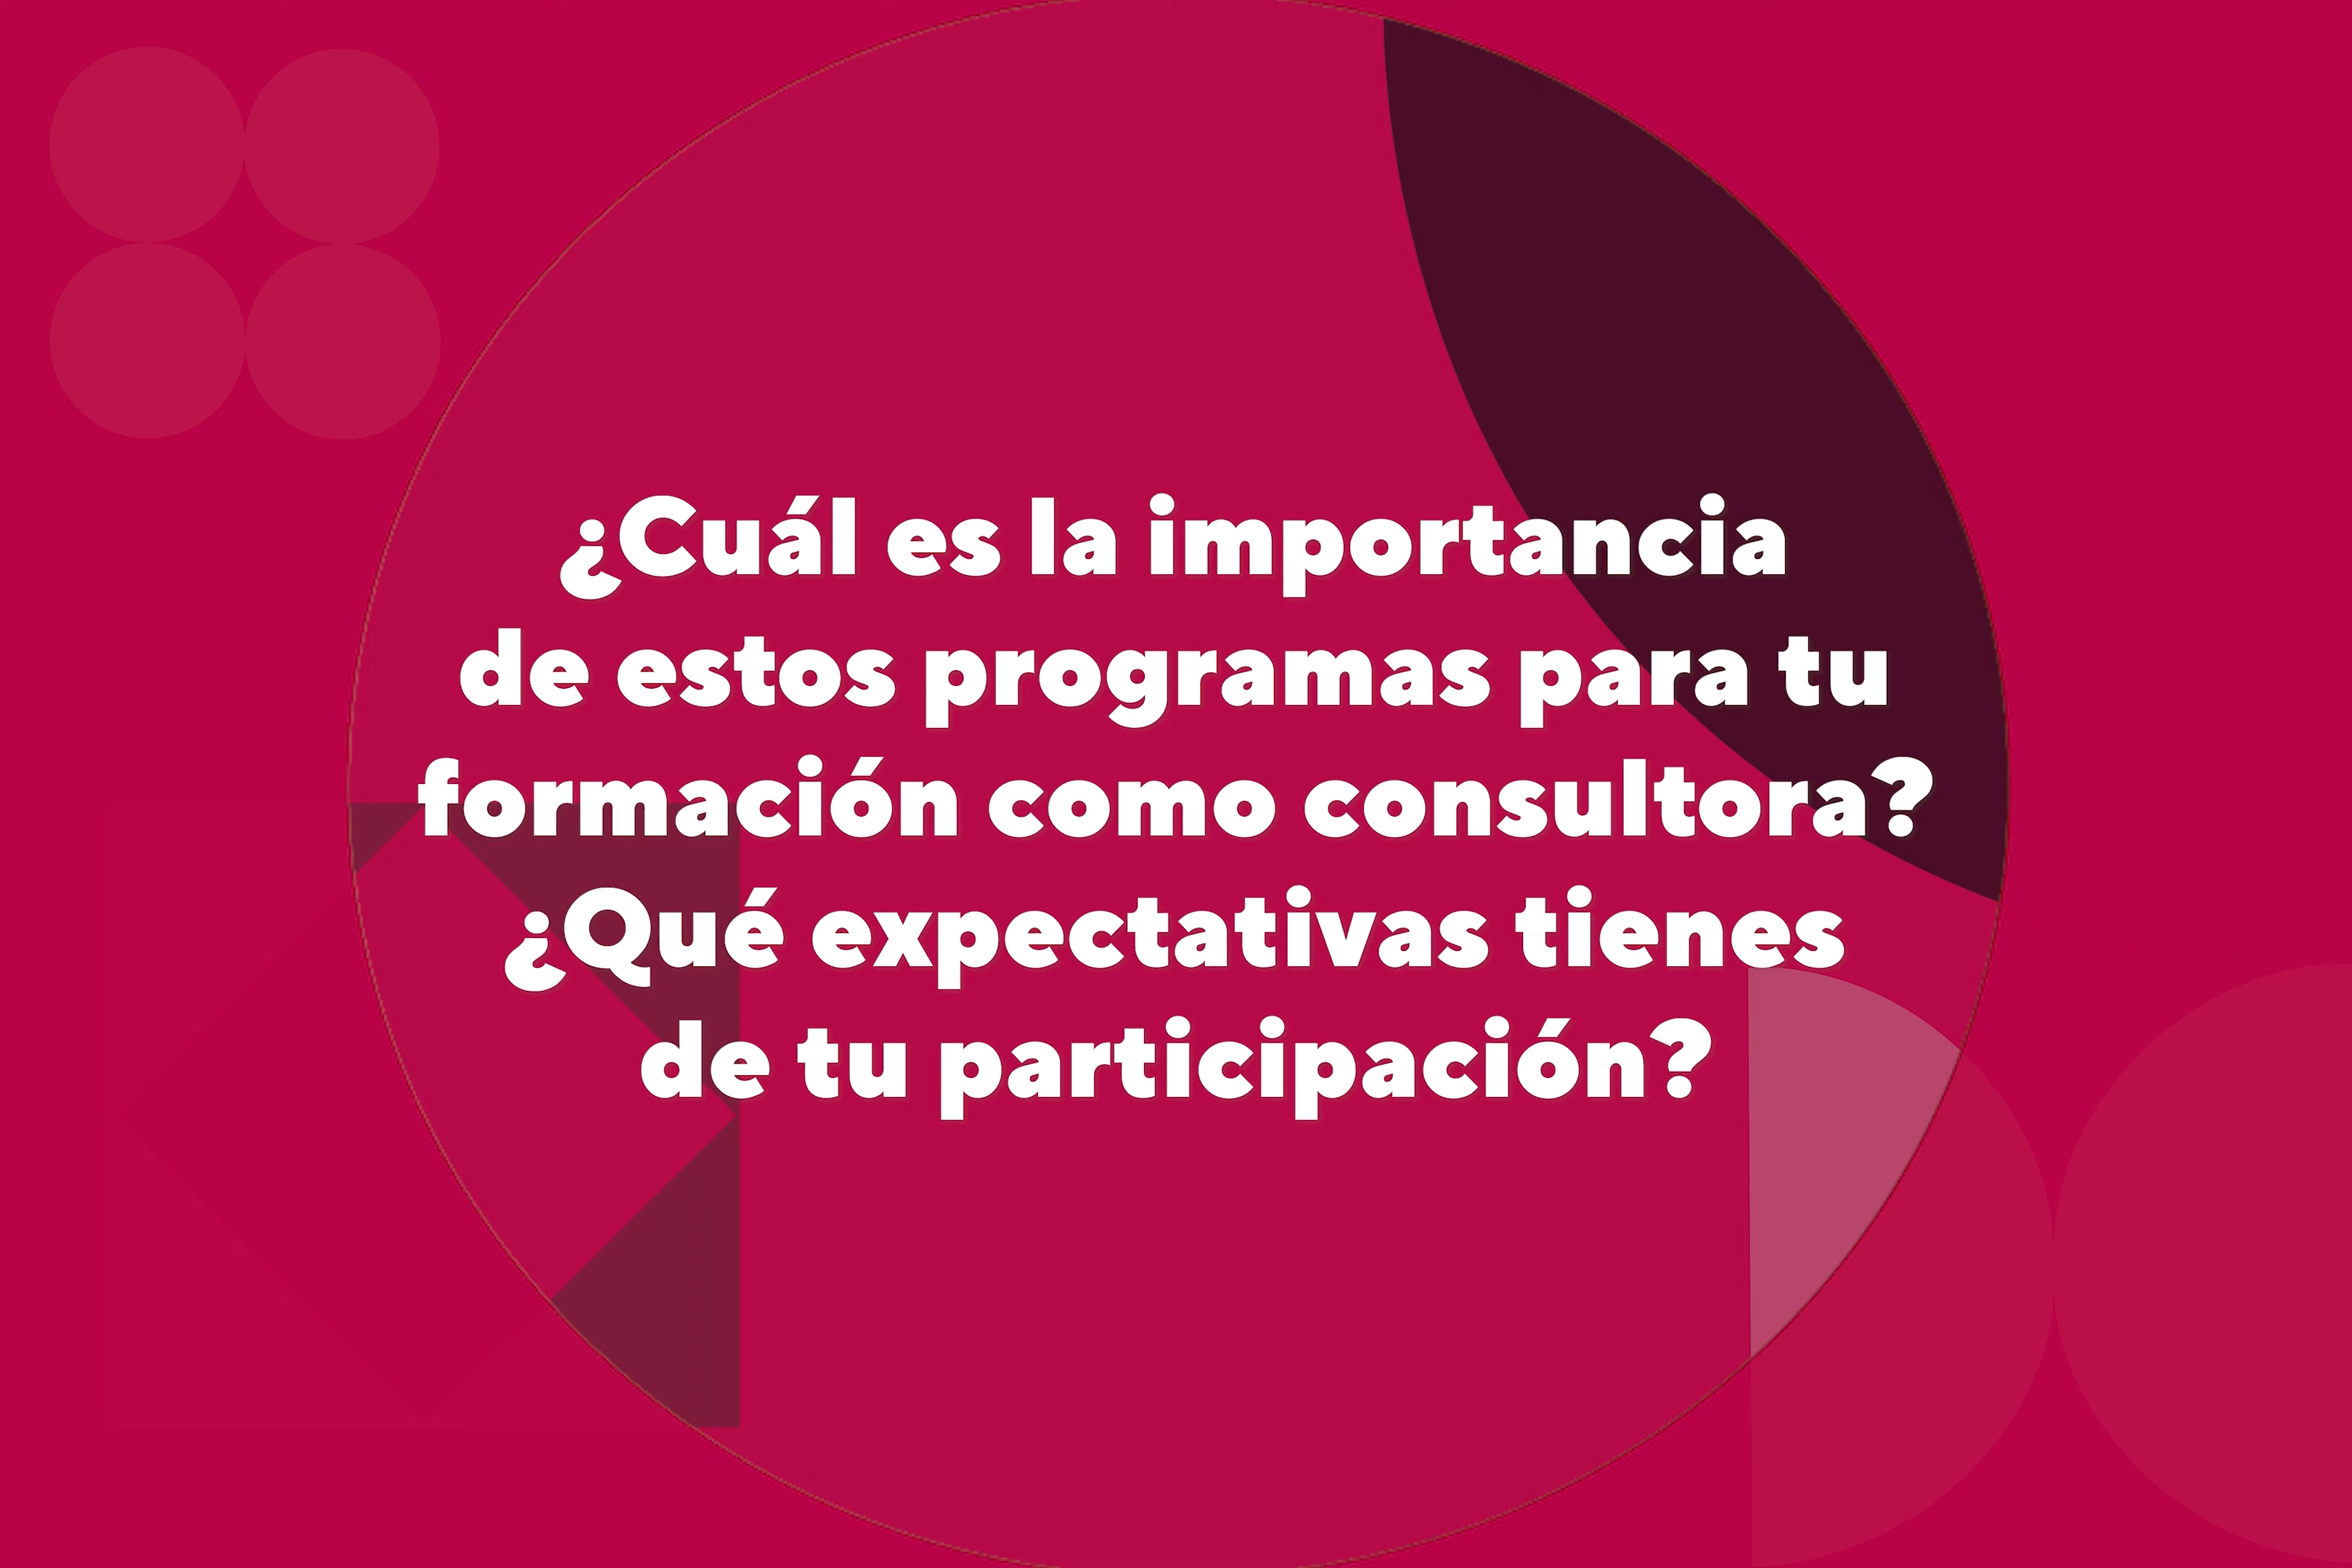 ¿Cuál es la importancia
de estos programas para tu
formación como consultora?
¿Qué expectativas tienes
de tu participación?